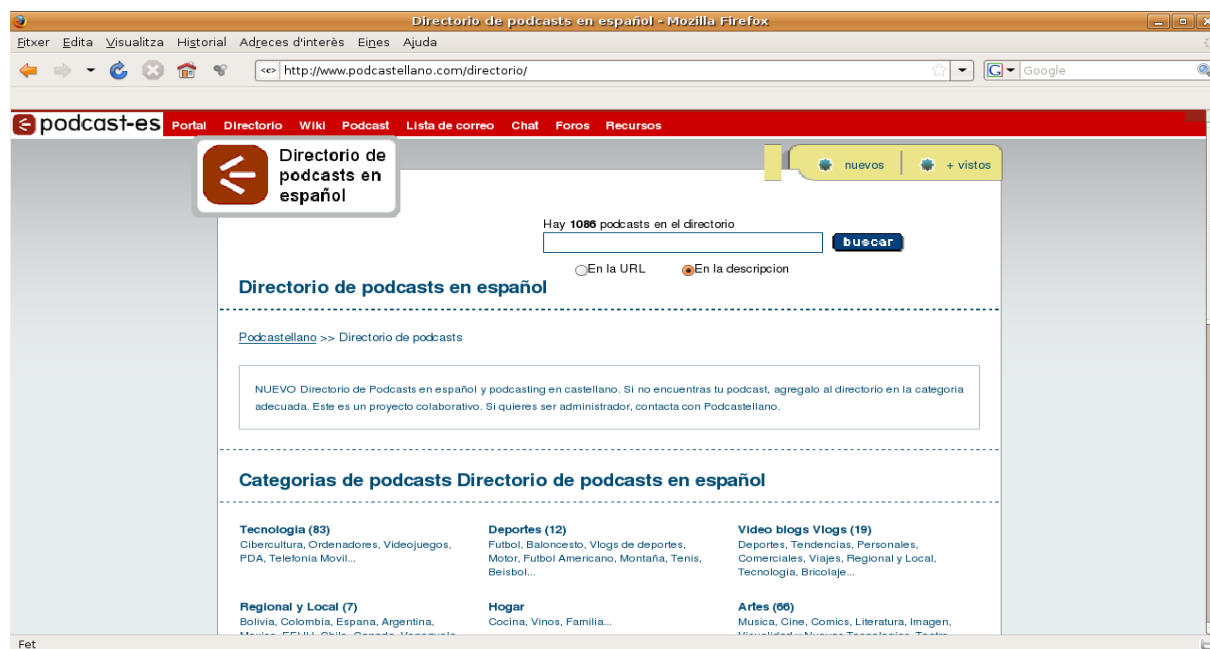 Directorio de podcasts en español - Mozilla Firefox
Fitxer Edita Visualitza Historial Adreces d'interès Eines Ajuda
http://www.podcastellano.com/directorio/ G Google
podcast-es Portal Directorio Wiki Podcast Lista de correo Chat Foros Recursos
Directorio de
podcasts en
español
nuevos + vistos
Hay 1086 podcasts en el directorio
buscar
En la URL En la descripcion
Directorio de podcasts en español
Podcastellano >> Directorio de podcasts
NUEVO Directorio de Podcasts en español y podcasting en castellano. Si no encuentras tu podcast, agregalo al directorio en la categoria
adecuada. Este es un proyecto colaborativo. Si quieres ser administrador, contacta con Podcastellano.
Categorias de podcasts Directorio de podcasts en español
Tecnologia (83)
Cibercultura, Ordenadores, Videojuegos,
PDA, Telefonía Movil...
Deportes (12)
Futbol, Baloncesto, Vlogs de deportes,
Motor, Futbol Americano, Montaña, Tenis,
Beisbol...
Video blogs Vlogs (19)
Deportes, Tendencias, Personales,
Comerciales, Viajes, Regional y Local,
Tecnologia, Bricolaje...
Regional y Local (7)
Bolivia, Colombia, Espana, Argentina,
Hogar
Cocina, Vinos, Familia...
Artes (66)
Musica, Cine, Comics, Literatura, Imagen,
Fet